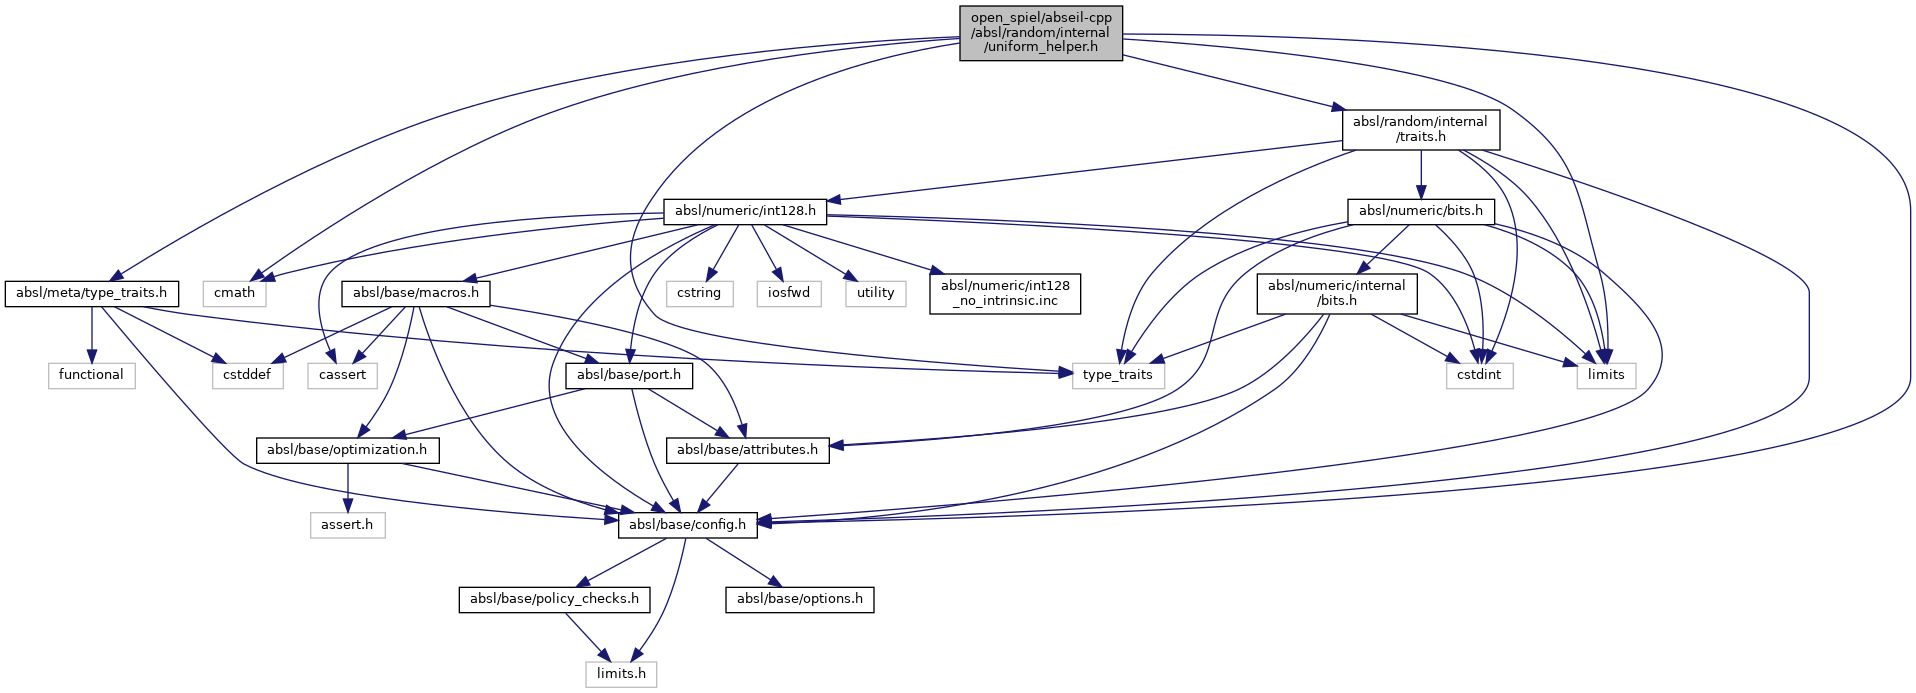 open_spiel/abseil-cpp
/absl/random/internal
/uniform_helper.h
absl/random/internal
/traits.h
absl/numeric/int128.h
absl/numeric/bits.h
absl/meta/type_traits.h
cmath
absl/base/macros.h
cstring
iosfwd
utility
absl/numeric/int128
_no_intrinsic.inc
absl/numeric/internal
/bits.h
functional
cstddef
cassert
absl/base/port.h
type_traits
cstdint
limits
absl/base/optimization.h
absl/base/attributes.h
assert.h
absl/base/config.h
absl/base/policy_checks.h
absl/base/options.h
limits.h